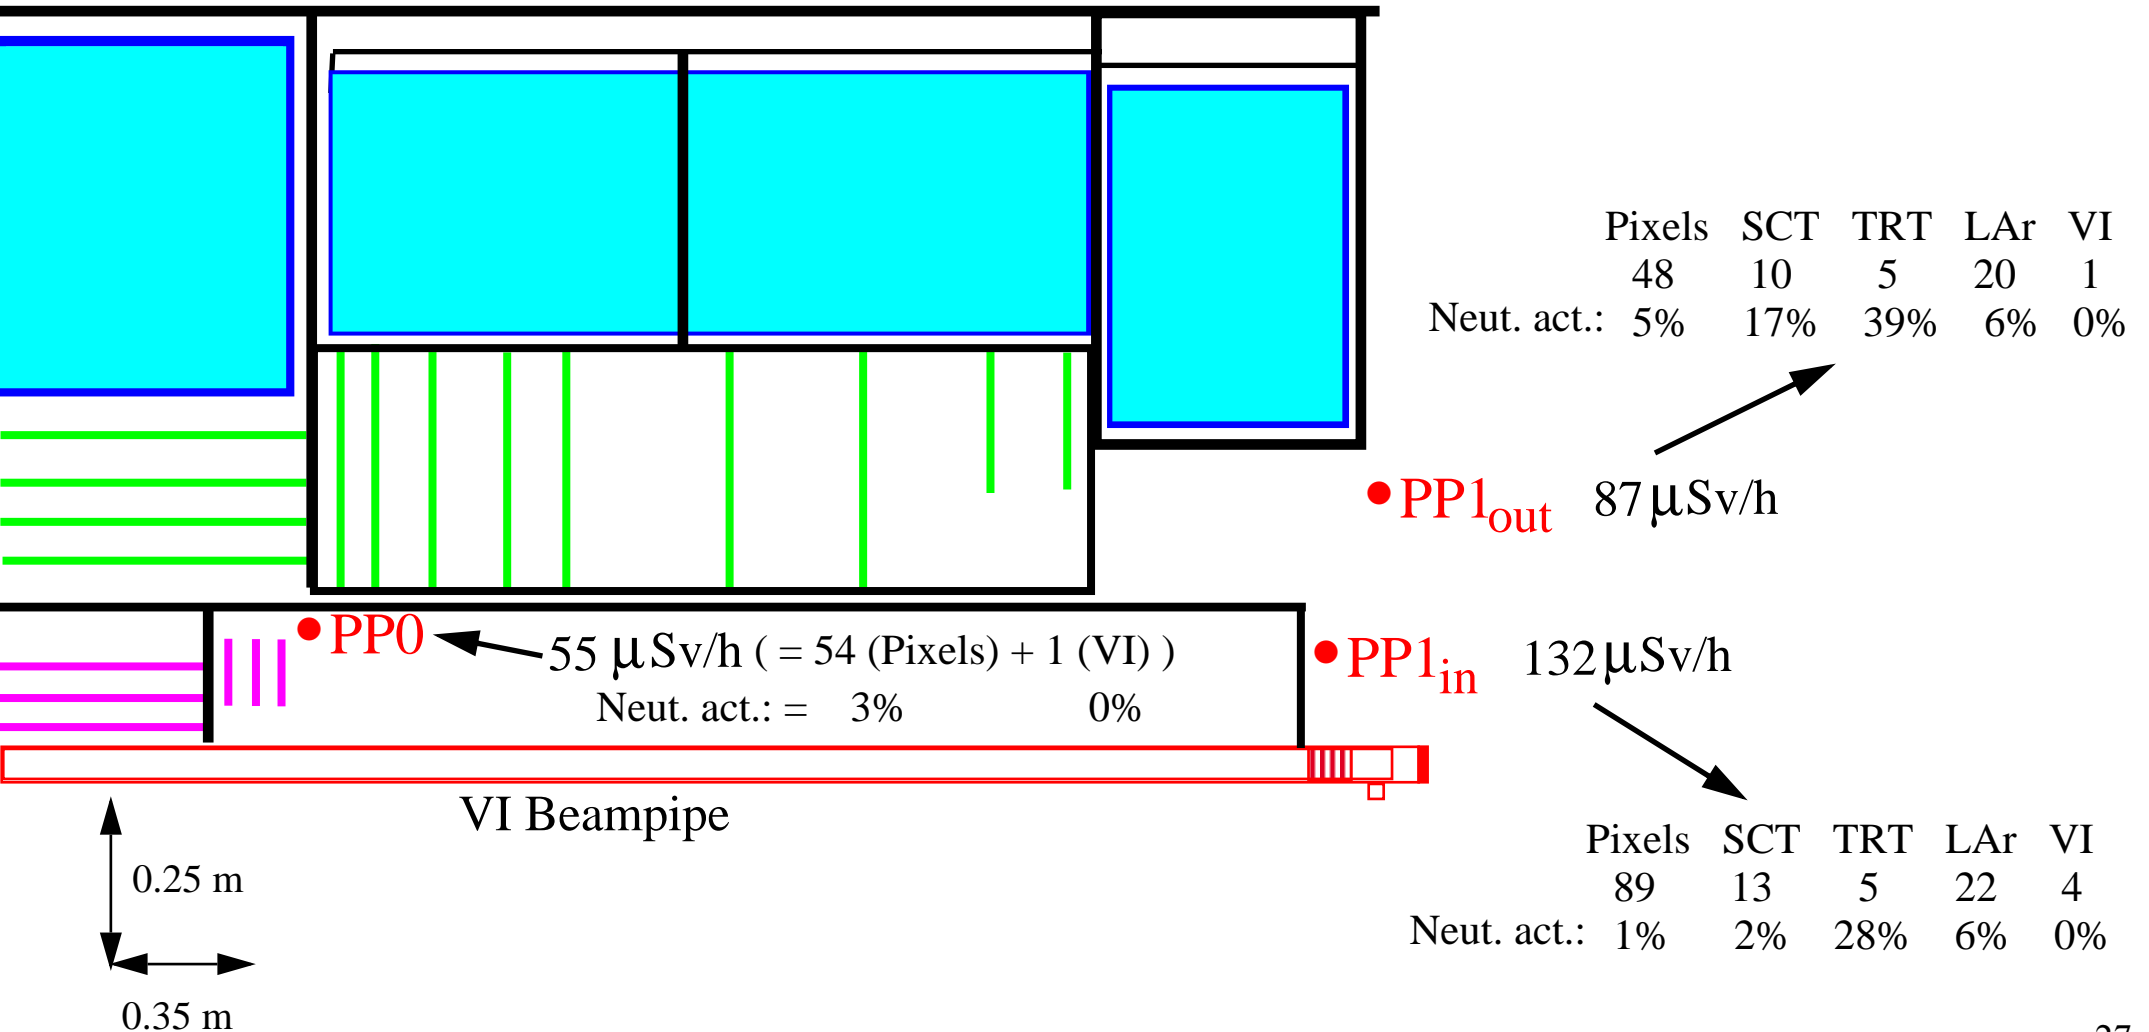 Pixels SCT TRT LAr VI
48 10 5 20 1
Neut. act.: 5% 17% 39% 6% 0%
PP1out 87 μSv/h
PP0 55 μSv/h ( = 54 (Pixels) + 1 (VI) )
Neut. act.: = 3% 0%
PP1in 132 μSv/h
VI Beampipe
Pixels SCT TRT LAr VI
89 13 5 22 4
Neut. act.: 1% 2% 28% 6% 0%
0.25 m
0.35 m